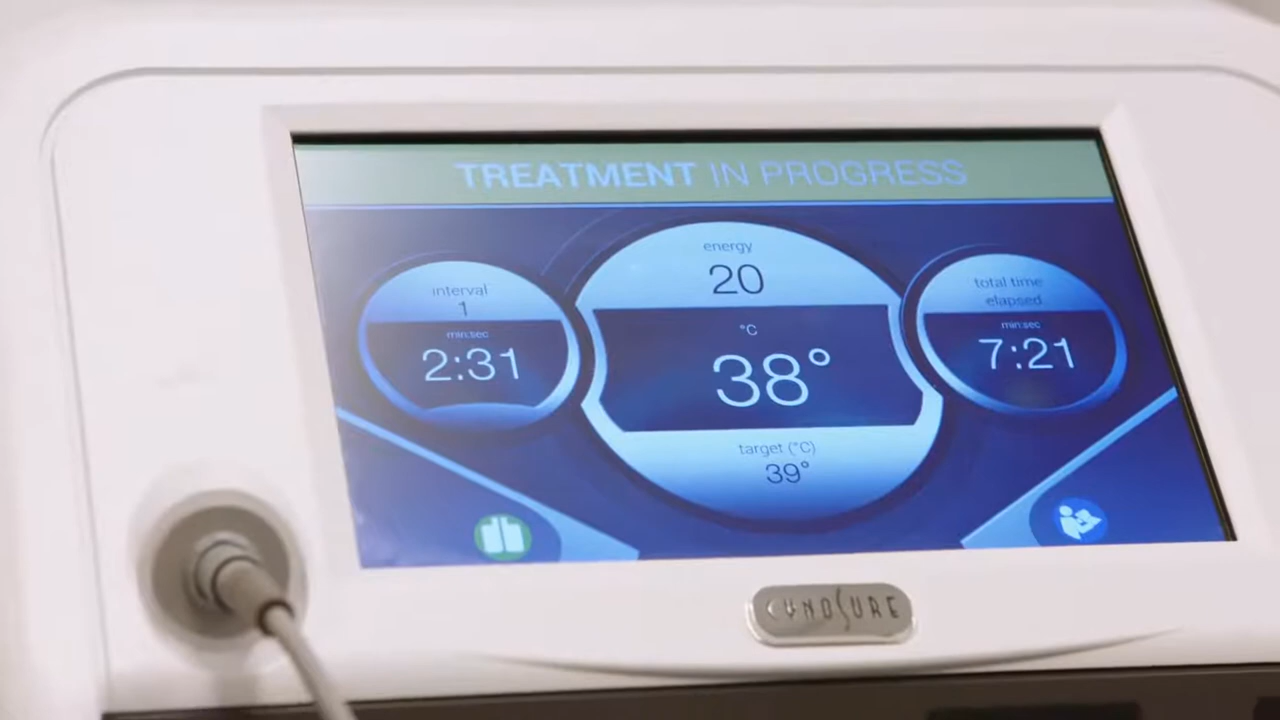 TREATMENT IN PROGRESS
interval
1
min:sec
2:31
energy
20
°C
38°
target (°C)
39°
total time
elapsed
min:sec
7:21
CYNOSURE